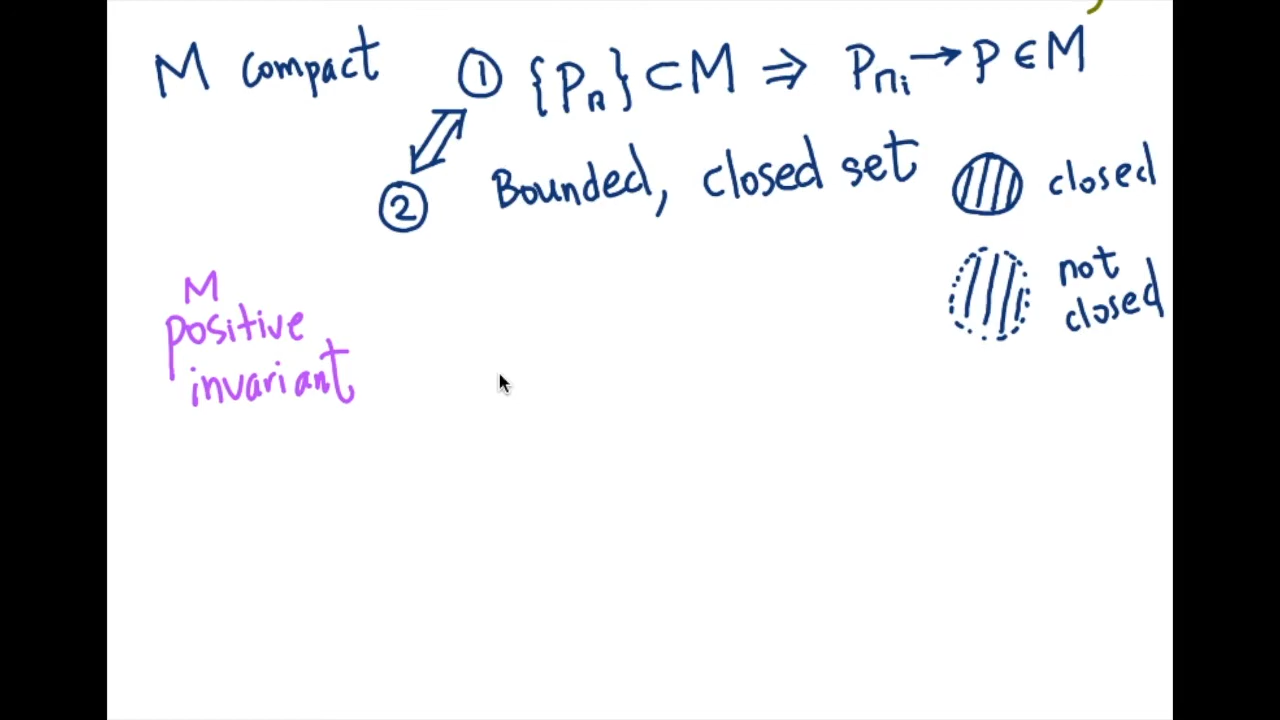 M compact ① {Pₙ} ⊂ M ⇒ Pₙᵢ → P ∈ M
② Bounded, closed set
closed
not
closed
M
positive
invariant